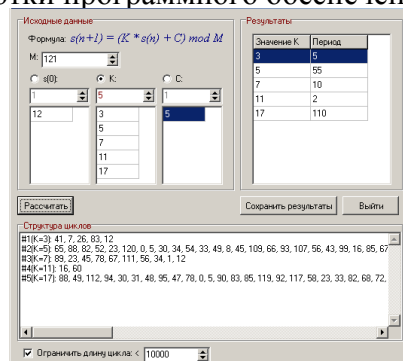 отки программного обеспечен
Исходные данные
Формула: s(n+1) = (K * s(n) + C) mod M
M: 121
s(0): K: C:
1 5 1
12 3 5
5
7
11
17
Результаты
Значение K Период
3 5
5 55
7 10
11 2
17 110
Рассчитать Сохранить результаты Выйти
Структура циклов
#1(K=3): 41, 7, 26, 83, 12
#2(K=5): 65, 88, 82, 52, 23, 120, 0, 5, 30, 34, 54, 33, 49, 8, 45, 109, 66, 93, 107, 56, 43, 99, 16, 85, 67
#3(K=7): 89, 23, 45, 78, 67, 111, 56, 34, 1, 12
#4(K=11): 16, 60
#5(K=17): 88, 49, 112, 94, 30, 31, 48, 95, 47, 78, 0, 5, 90, 83, 85, 119, 92, 117, 58, 23, 33, 82, 68, 72,
Ограничить длину цикла: < 10000